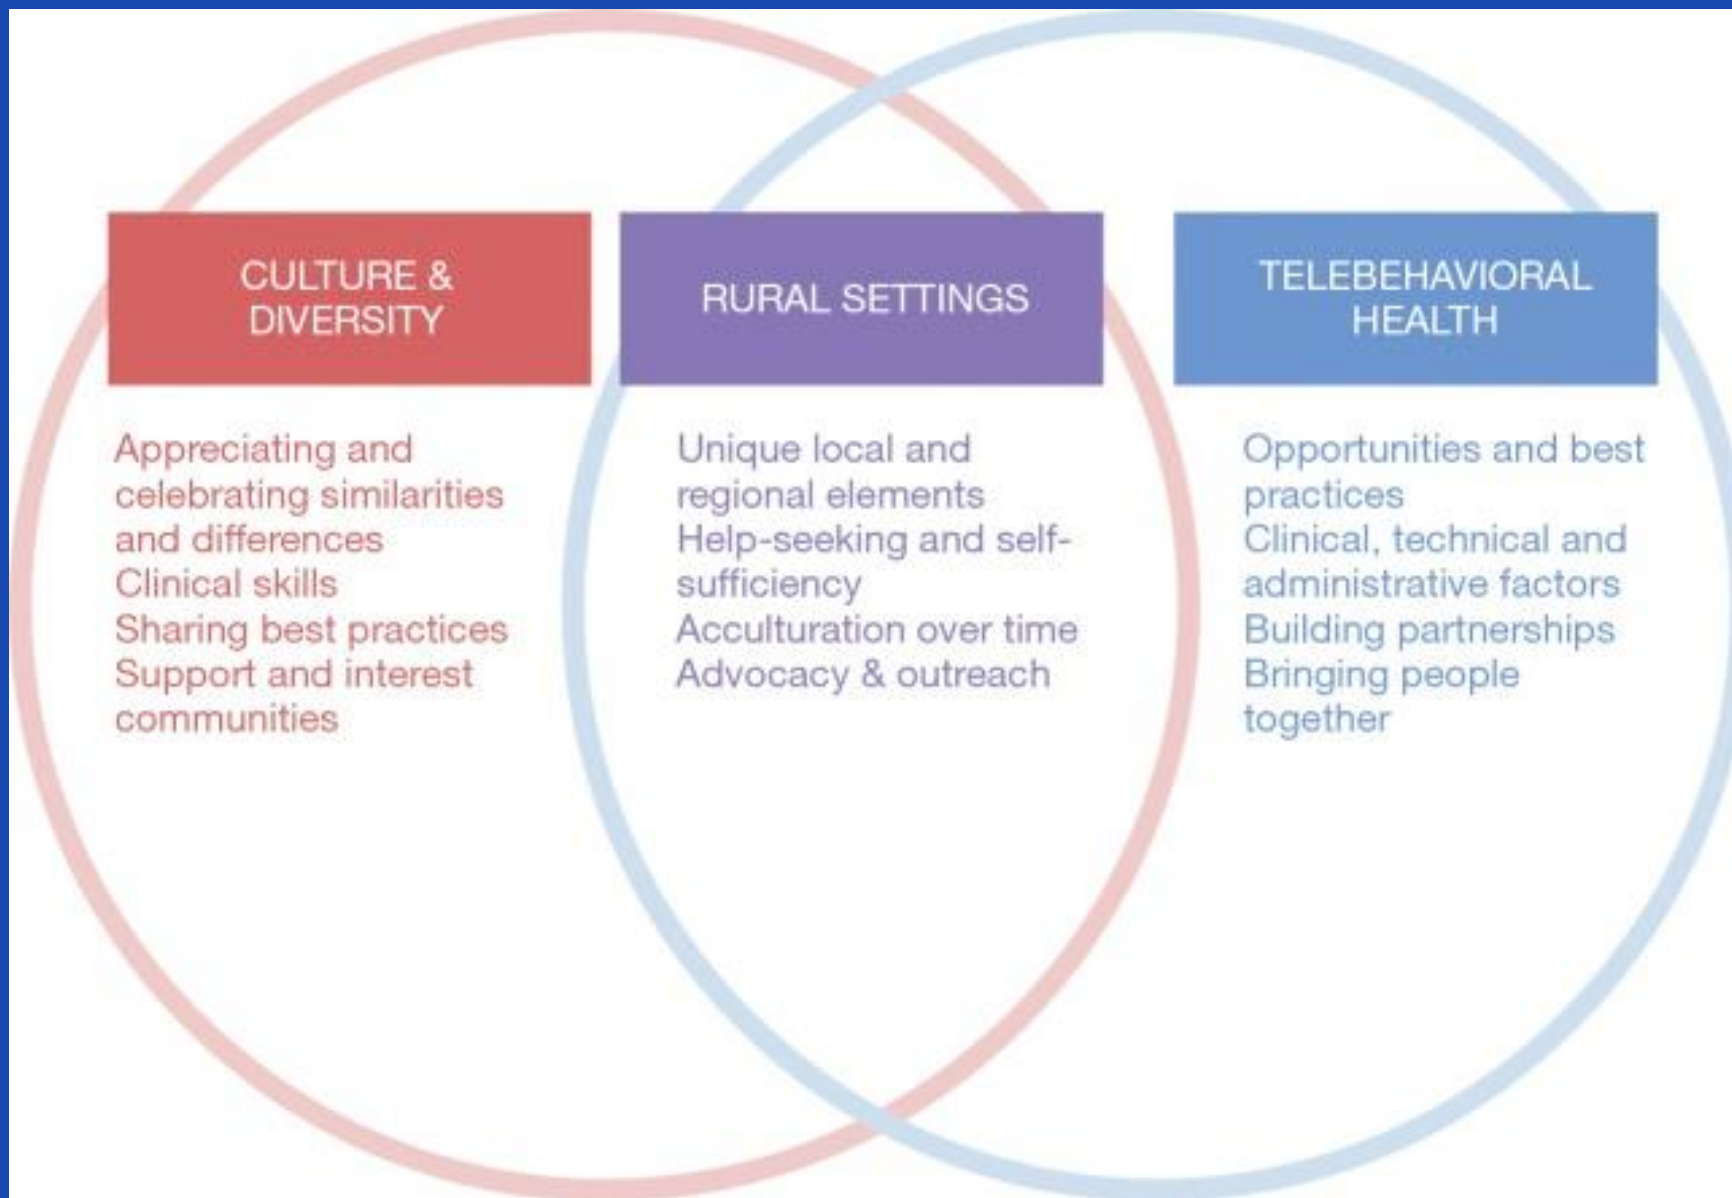 CULTURE &
DIVERSITY
Appreciating and
celebrating similarities
and differences
Clinical skills
Sharing best practices
Support and interest
communities
RURAL SETTINGS
Unique local and
regional elements
Help-seeking and self-
sufficiency
Acculturation over time
Advocacy & outreach
TELEBEHAVIORAL
HEALTH
Opportunities and best
practices
Clinical, technical and
administrative factors
Building partnerships
Bringing people
together